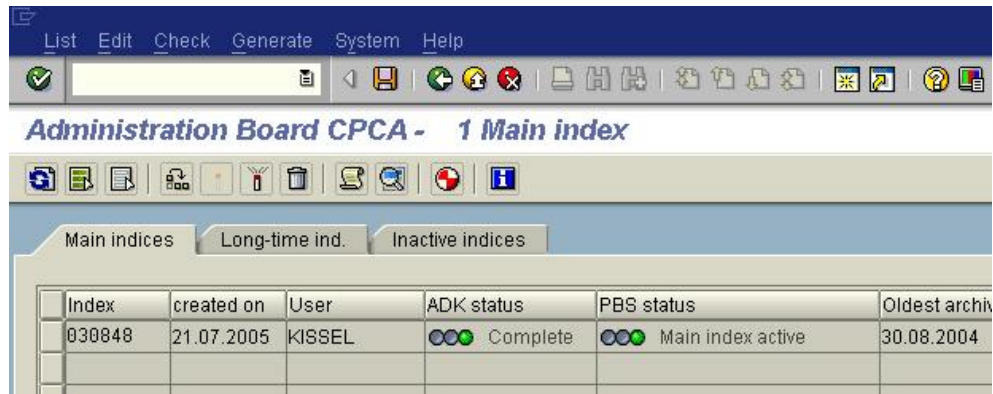 List Edit Check Generate System Help
Administration Board CPCA - 1 Main index
Main indices Long-time ind. Inactive indices
Index created on User ADK status PBS status Oldest archiv
030848 21.07.2005 KISSEL Complete Main index active 30.08.2004